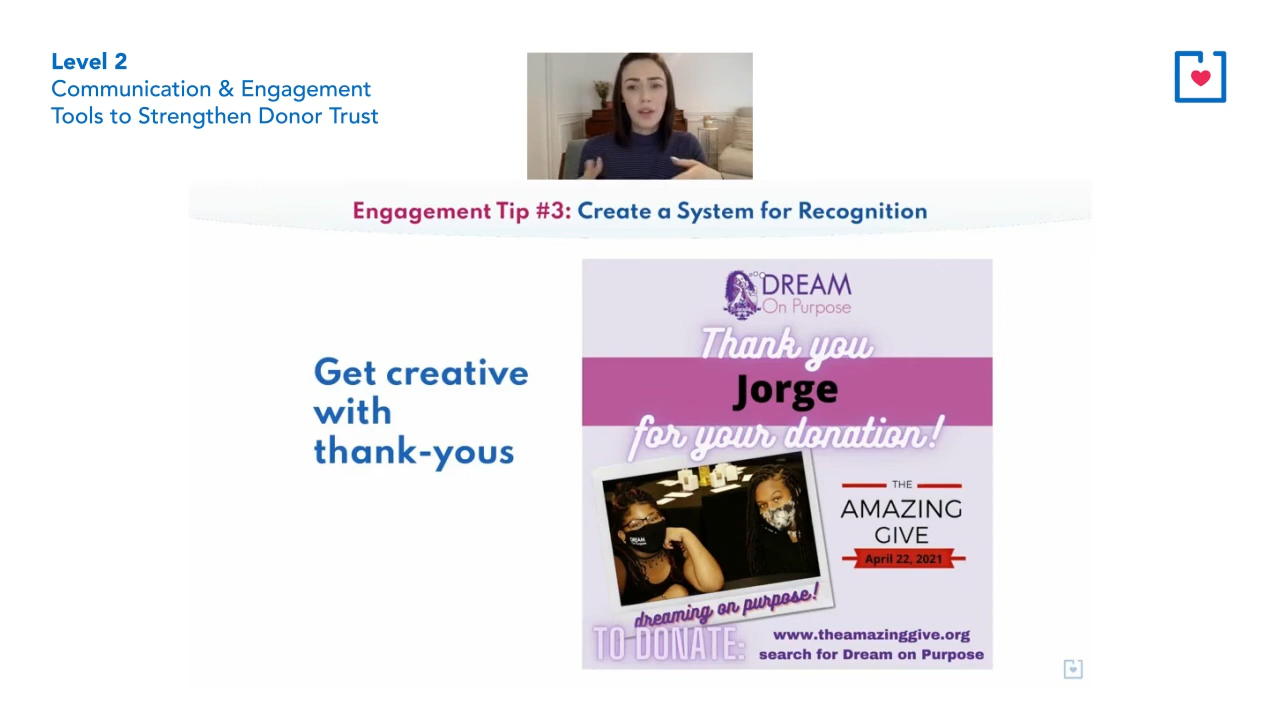 Level 2
Communication & Engagement
Tools to Strengthen Donor Trust
Engagement Tip #3: Create a System for Recognition
Get creative
with
thank-yous
DREAM
On Purpose
Thank you
Jorge
for your donation!
DREAM
THE
AMAZING
GIVE
April 22, 2021
dreaming on purpose!
TO DONATE:
www.theamazinggive.org
search for Dream on Purpose